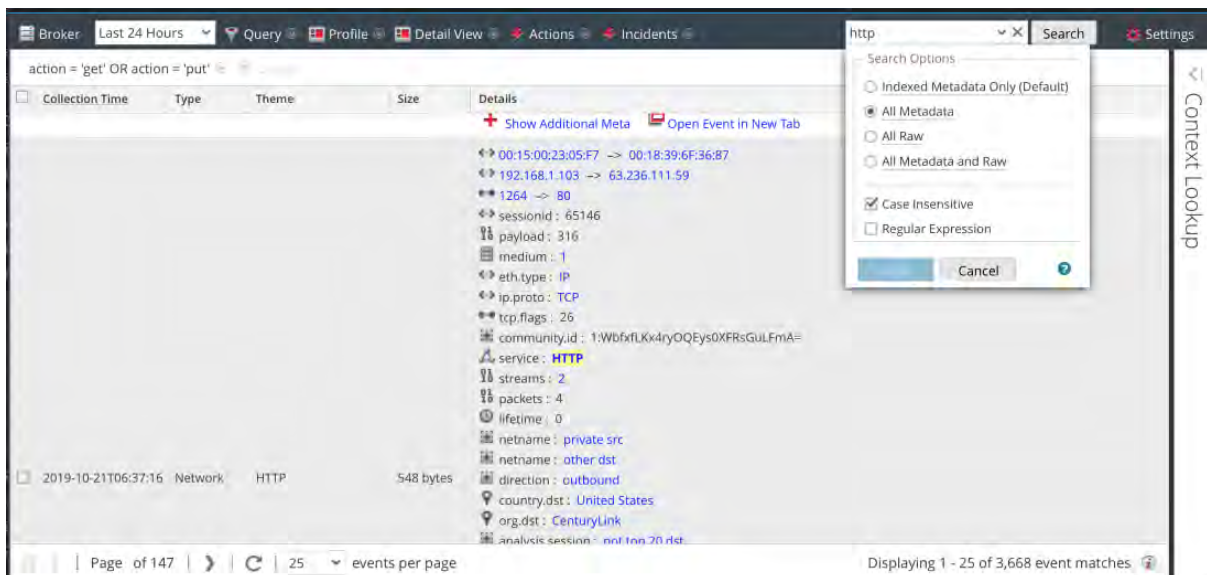 Broker Last 24 Hours Query Profile Detail View Actions Incidents http Search Settings
action = 'get' OR action = 'put'
Search Options
Indexed Metadata Only (Default)
All Metadata
All Raw
All Metadata and Raw
Case Insensitive
Regular Expression
Cancel
Context Lookup
Collection Time Type Theme Size Details
Show Additional Meta Open Event in New Tab
00:15:00:23:05:F7 -> 00:18:39:6F:36:87
192.168.1.103 -> 63.236.111.59
1264 -> 80
sessionid : 65146
payload : 316
medium : 1
eth.type : IP
ip.proto : TCP
tcp.flags : 26
community.id : 1:WbfxfLKx4ryOQEys0XFRsGuLFmA=
service : HTTP
streams : 2
packets : 4
lifetime : 0
netname : private src
netname : other dst
2019-10-21T06:37:16 Network HTTP 548 bytes direction : outbound
country.dst : United States
org.dst : CenturyLink
analysis.session : not top 20 dst
Page of 147 25 events per page Displaying 1 - 25 of 3,668 event matches